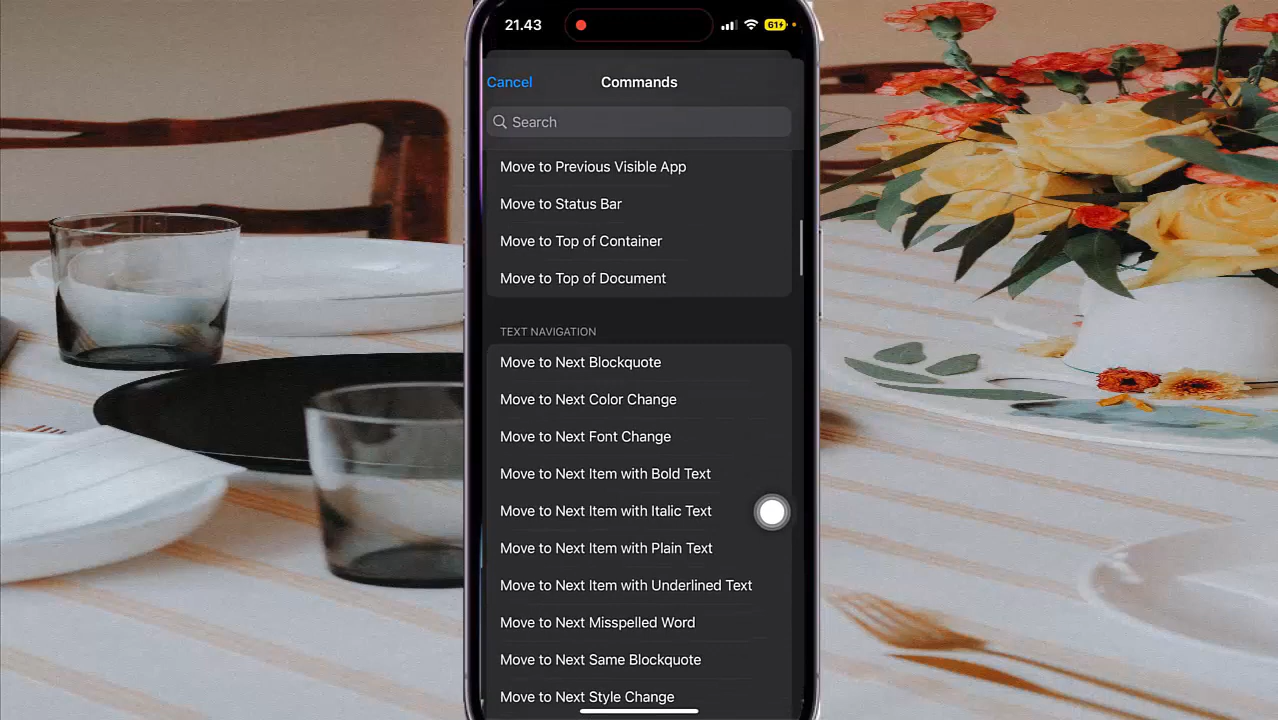 21.43
61
Cancel
Commands
Search
Move to Previous Visible App
Move to Status Bar
Move to Top of Container
Move to Top of Document
TEXT NAVIGATION
Move to Next Blockquote
Move to Next Color Change
Move to Next Font Change
Move to Next Item with Bold Text
Move to Next Item with Italic Text
Move to Next Item with Plain Text
Move to Next Item with Underlined Text
Move to Next Misspelled Word
Move to Next Same Blockquote
Move to Next Style Change